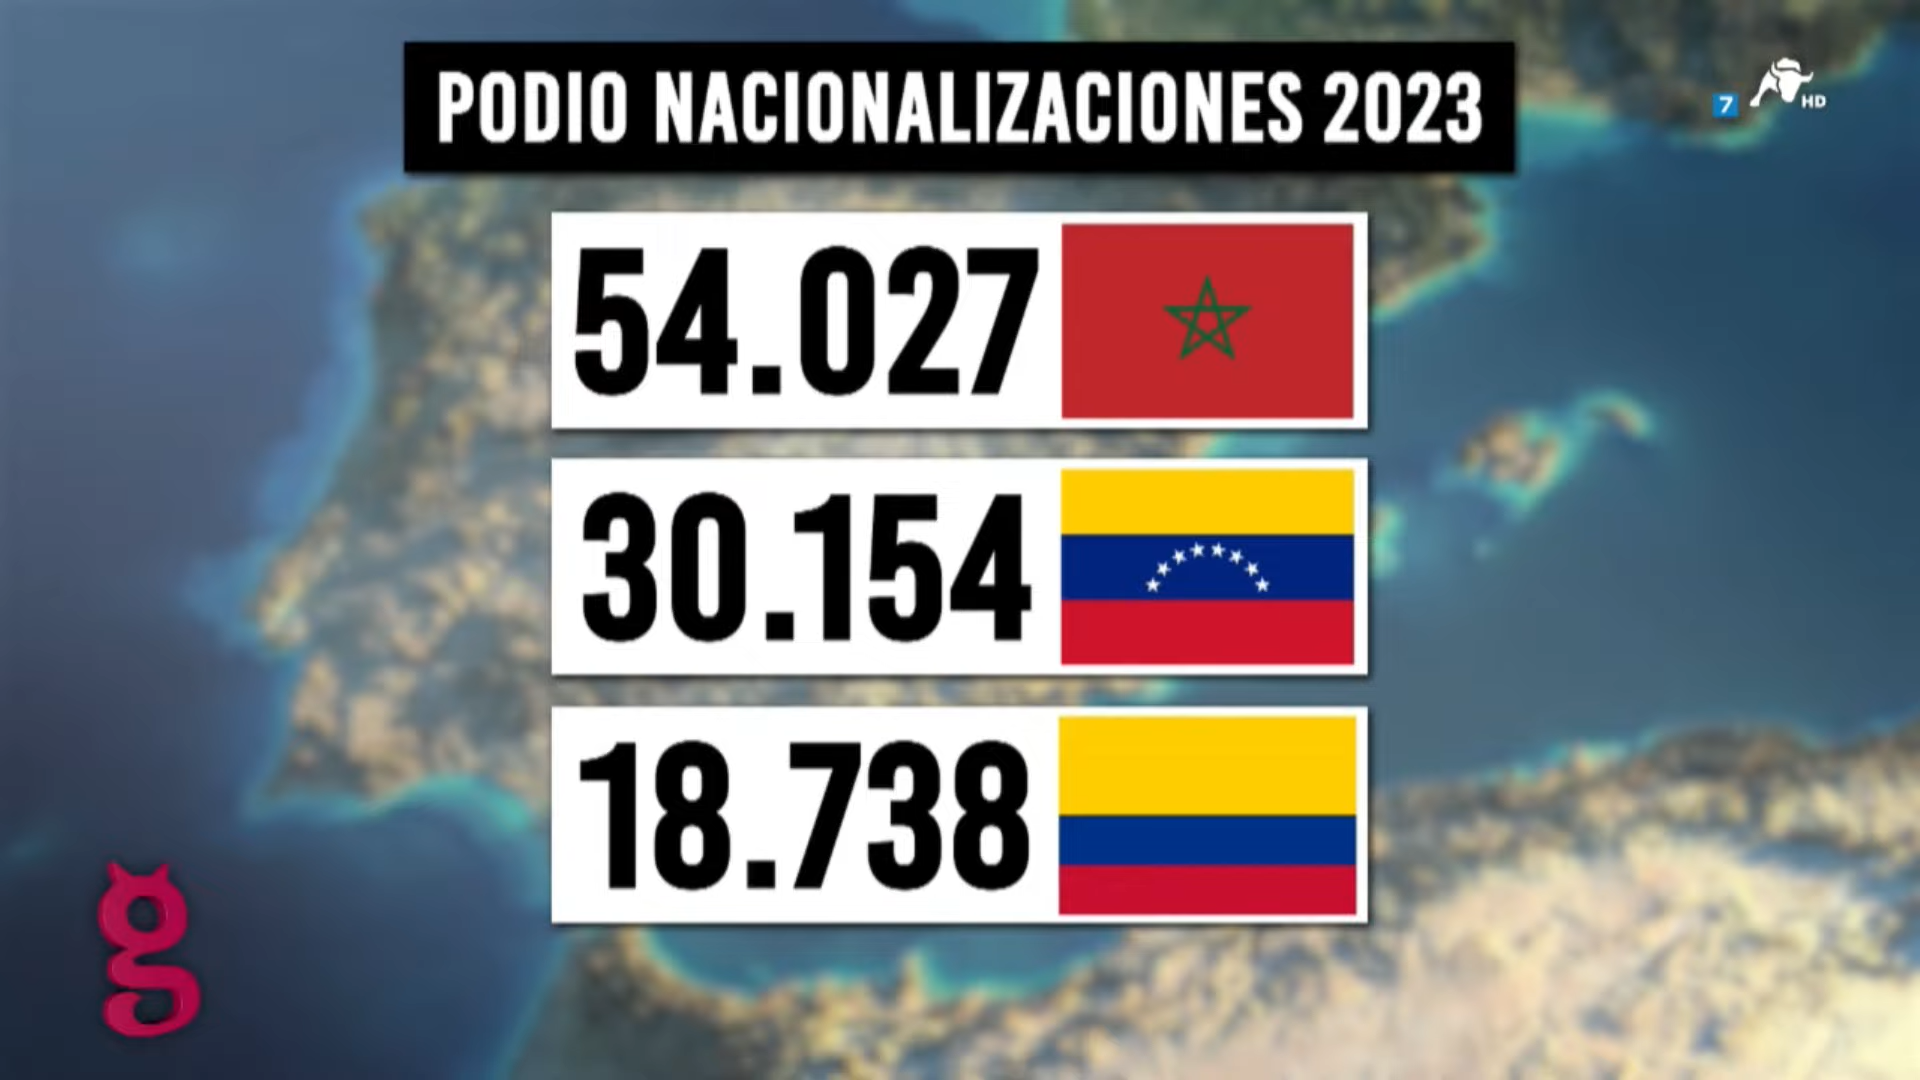 PODIO NACIONALIZACIONES 2023
7
HD
54.027
30.154
18.738
g